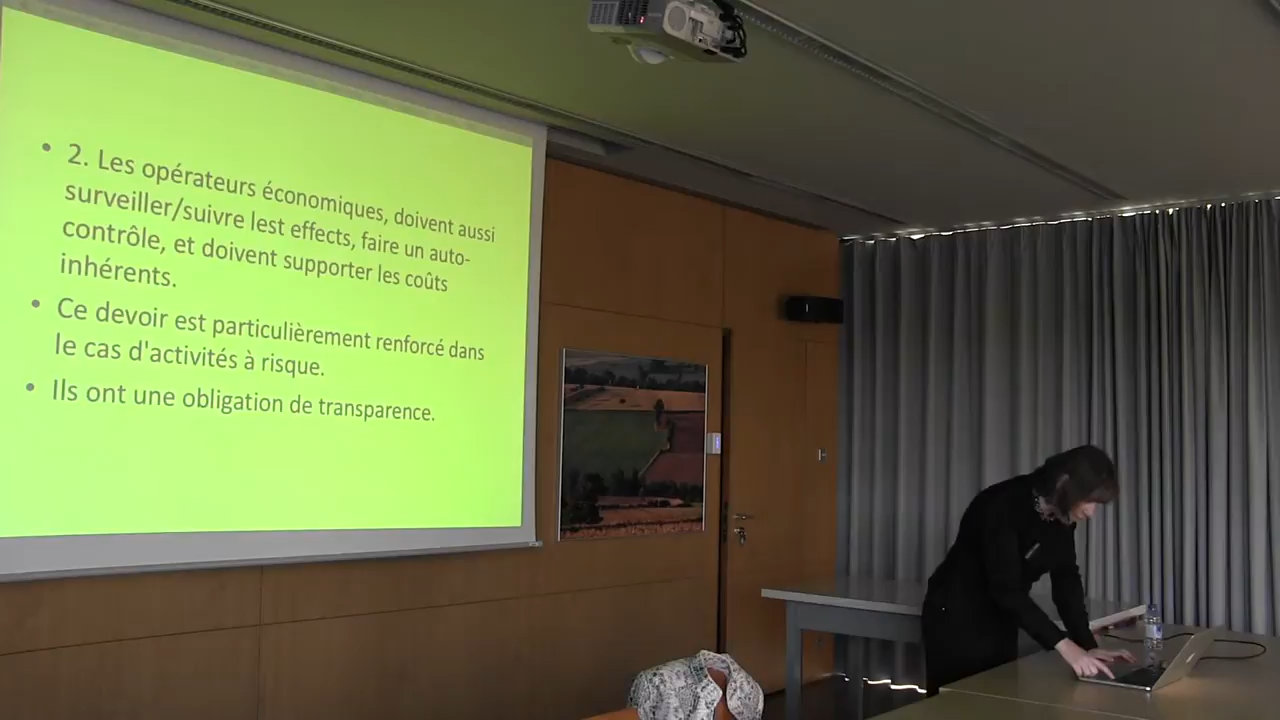 • 2. Les opérateurs économiques, doivent aussi
surveiller/suivre lest effects, faire un auto-
contrôle, et doivent supporter les coûts
inhérents.
• Ce devoir est particulièrement renforcé dans
le cas d'activités à risque.
• Ils ont une obligation de transparence.